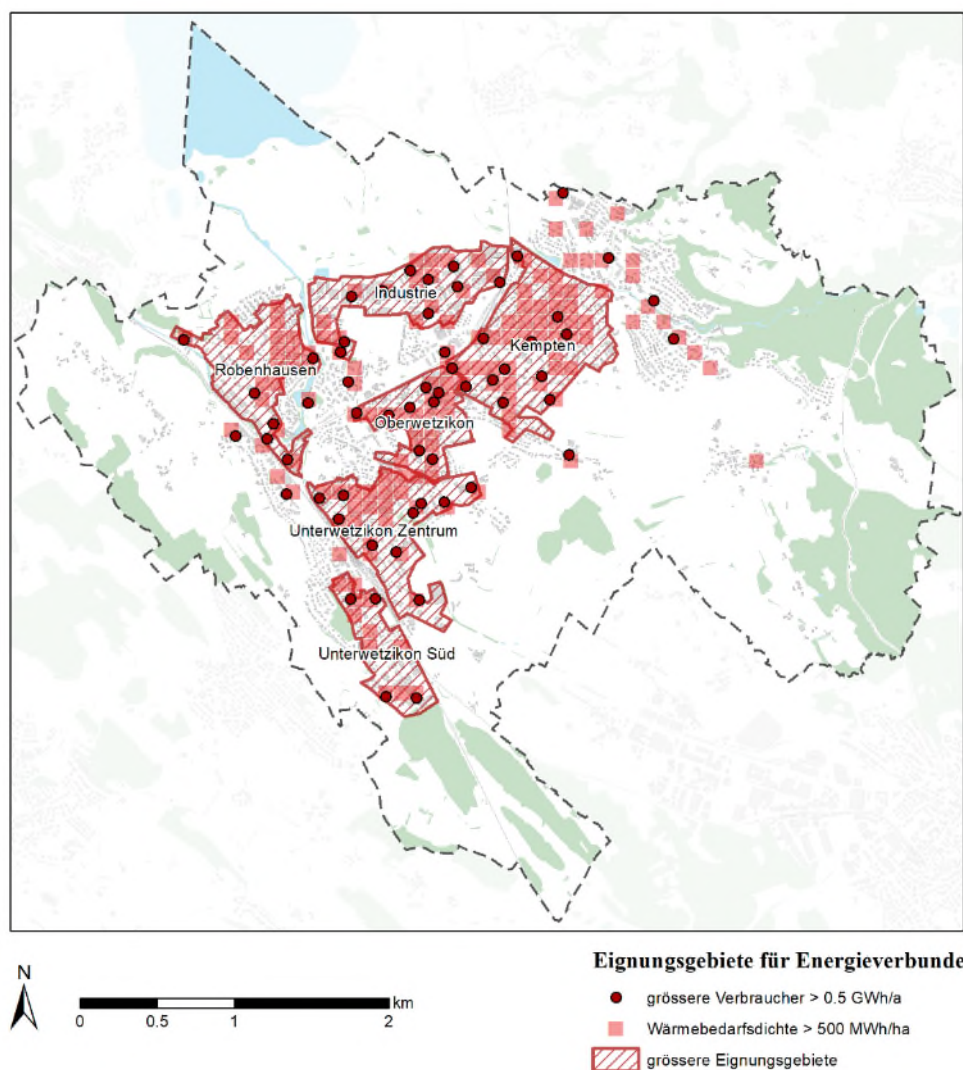 Industrie
Kempten
Robenhausen
Oberwetzikon
Unterwetzikon Zentrum
Unterwetzikon Süd
N
km
0 0.5 1 2
Eignungsgebiete für Energieverbunde
grössere Verbraucher > 0.5 GWh/a
Wärmebedarfsdichte > 500 MWh/ha
grössere Eignungsgebiete